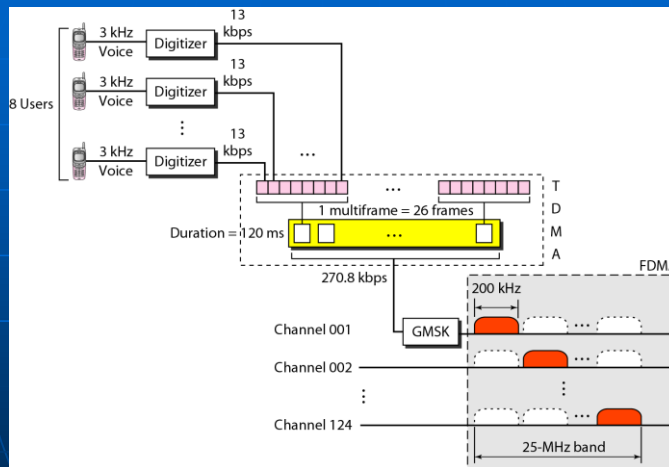 13
kbps
3 kHz
Voice
Digitizer
13
kbps
8 Users
3 kHz
Voice
Digitizer
...
13
kbps
...
3 kHz
Voice
Digitizer
...
T
D
M
A
1 multiframe = 26 frames
Duration = 120 ms
...
270.8 kbps
FDMA
200 kHz
Channel 001
GMSK
...
Channel 002
...
...
...
Channel 124
...
25-MHz band